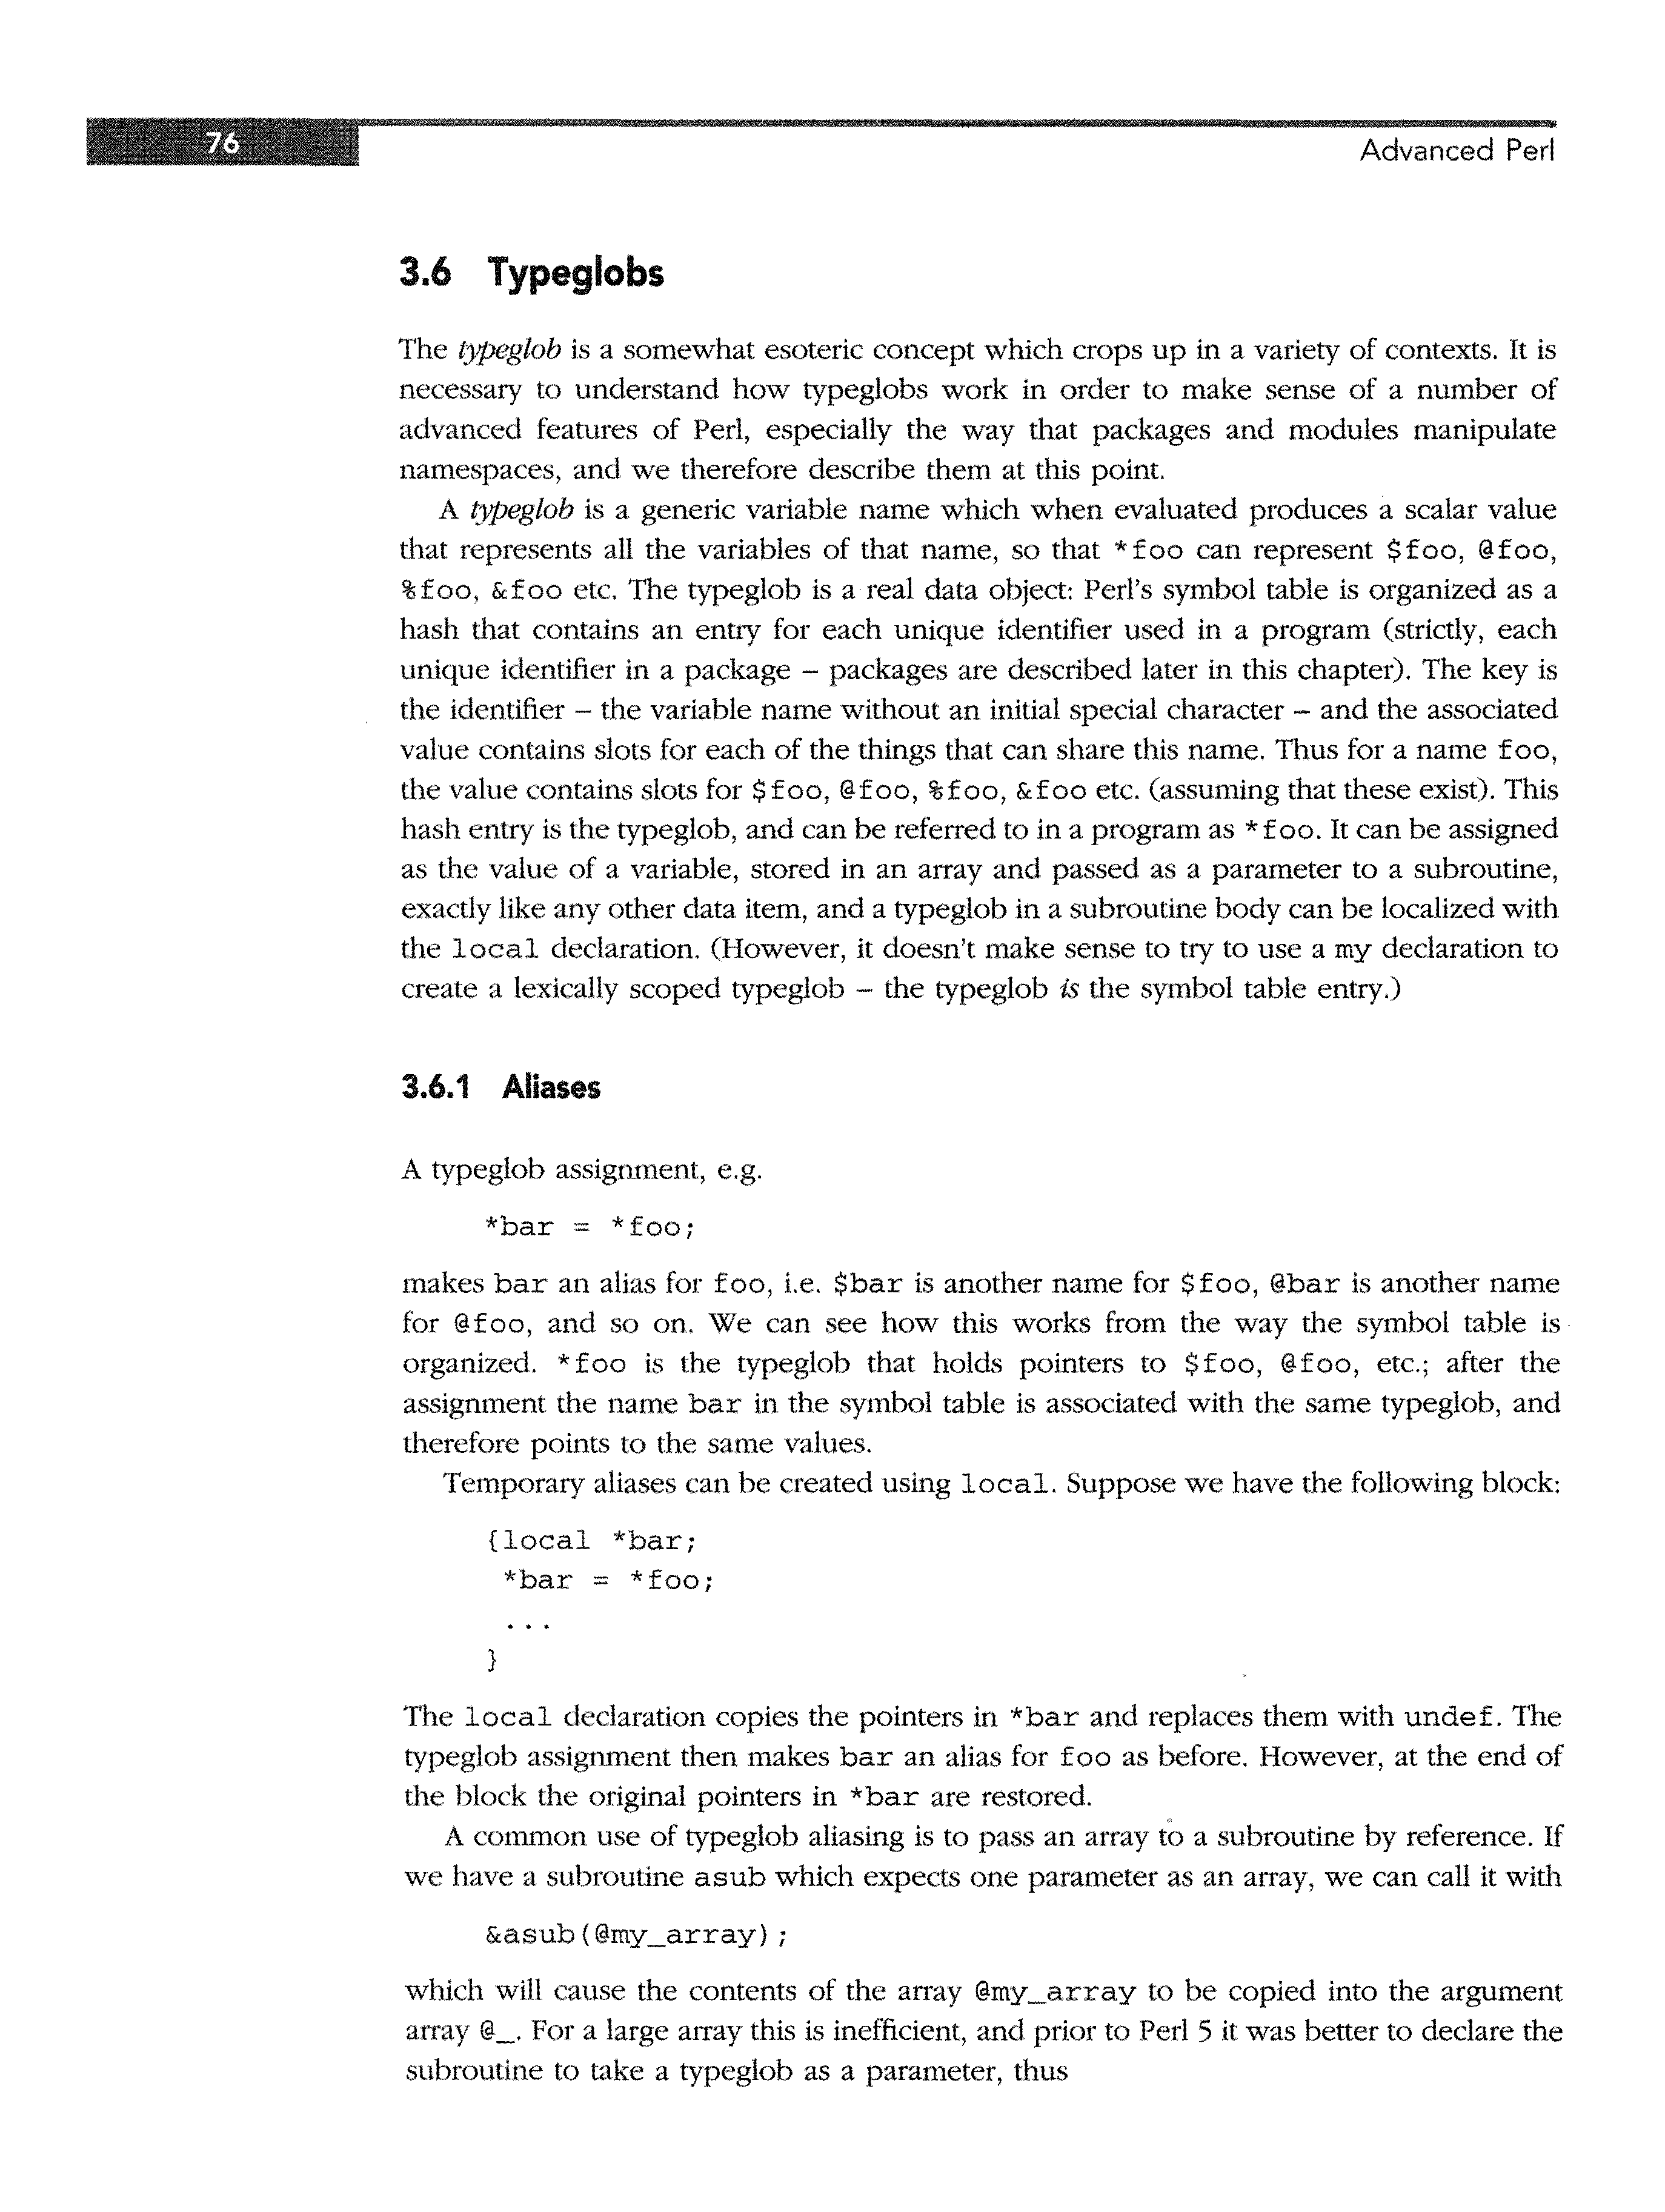 76
Advanced Perl
3.6 Typeglobs
The typeglob is a somewhat esoteric concept which crops up in a variety of contexts. It is
necessary to understand how typeglobs work in order to make sense of a number of
advanced features of Perl, especially the way that packages and modules manipulate
namespaces, and we therefore describe them at this point.
A typeglob is a generic variable name which when evaluated produces a scalar value
that represents all the variables of that name, so that *foo can represent $foo, @foo,
%foo, &foo etc. The typeglob is a real data object: Perl's symbol table is organized as a
hash that contains an entry for each unique identifier used in a program (strictly, each
unique identifier in a package – packages are described later in this chapter). The key is
the identifier – the variable name without an initial special character – and the associated
value contains slots for each of the things that can share this name. Thus for a name foo,
the value contains slots for $foo, @foo, %foo, &foo etc. (assuming that these exist). This
hash entry is the typeglob, and can be referred to in a program as *foo. It can be assigned
as the value of a variable, stored in an array and passed as a parameter to a subroutine,
exactly like any other data item, and a typeglob in a subroutine body can be localized with
the local declaration. (However, it doesn't make sense to try to use a my declaration to
create a lexically scoped typeglob – the typeglob is the symbol table entry.)
3.6.1 Aliases
A typeglob assignment, e.g.
*bar = *foo;
makes bar an alias for foo, i.e. $bar is another name for $foo, @bar is another name
for @foo, and so on. We can see how this works from the way the symbol table is
organized. *foo is the typeglob that holds pointers to $foo, @foo, etc.; after the
assignment the name bar in the symbol table is associated with the same typeglob, and
therefore points to the same values.
Temporary aliases can be created using local. Suppose we have the following block:
{local *bar;
*bar = *foo;
...
}
The local declaration copies the pointers in *bar and replaces them with undef. The
typeglob assignment then makes bar an alias for foo as before. However, at the end of
the block the original pointers in *bar are restored.
A common use of typeglob aliasing is to pass an array to a subroutine by reference. If
we have a subroutine asub which expects one parameter as an array, we can call it with
&asub(@my_array);
which will cause the contents of the array @my_array to be copied into the argument
array @_. For a large array this is inefficient, and prior to Perl 5 it was better to declare the
subroutine to take a typeglob as a parameter, thus